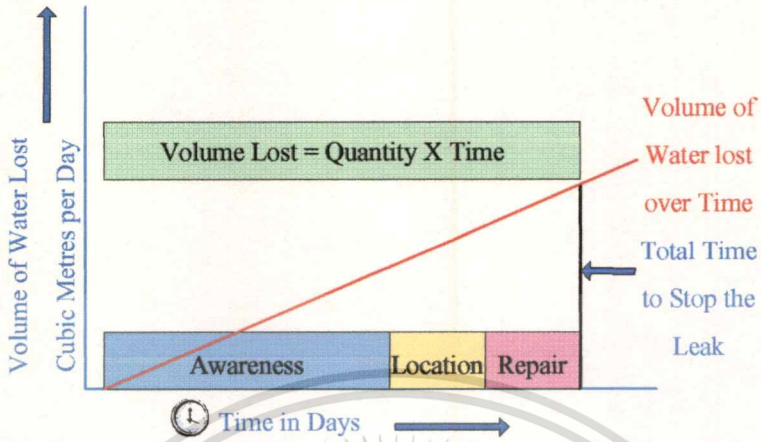 Volume of Water Lost
Cubic Metres per Day
Volume Lost = Quantity X Time
Volume of
Water lost
over Time
Total Time
to Stop the
Leak
Awareness
Location
Repair
Time in Days